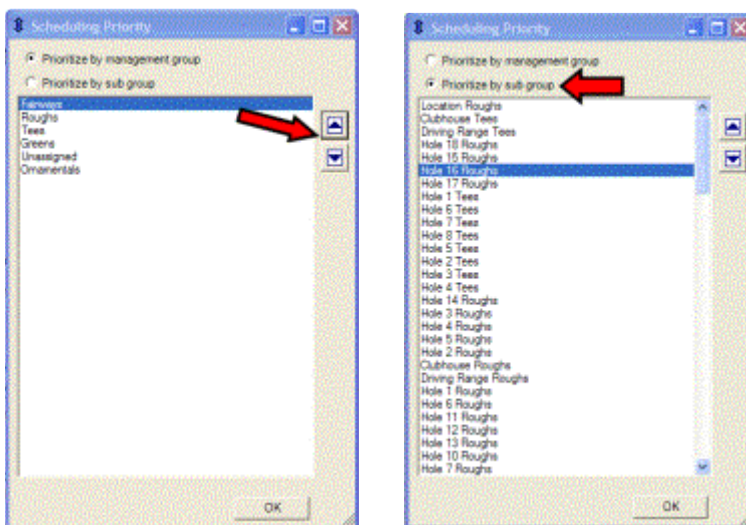 Scheduling Priority
Prioritize by management group
Prioritize by sub group
Fairways
Roughs
Tees
Greens
Unassigned
Ornamentals
OK
Scheduling Priority
Prioritize by management group
Prioritize by sub group
Location Roughs
Clubhouse Tees
Driving Range Tees
Hole 18 Roughs
Hole 15 Roughs
Hole 16 Roughs
Hole 17 Roughs
Hole 1 Tees
Hole 6 Tees
Hole 7 Tees
Hole 8 Tees
Hole 5 Tees
Hole 2 Tees
Hole 3 Tees
Hole 4 Tees
Hole 14 Roughs
Hole 3 Roughs
Hole 4 Roughs
Hole 5 Roughs
Hole 2 Roughs
Clubhouse Roughs
Driving Range Roughs
Hole 1 Roughs
Hole 6 Roughs
Hole 11 Roughs
Hole 12 Roughs
Hole 13 Roughs
Hole 10 Roughs
Hole 7 Roughs
OK